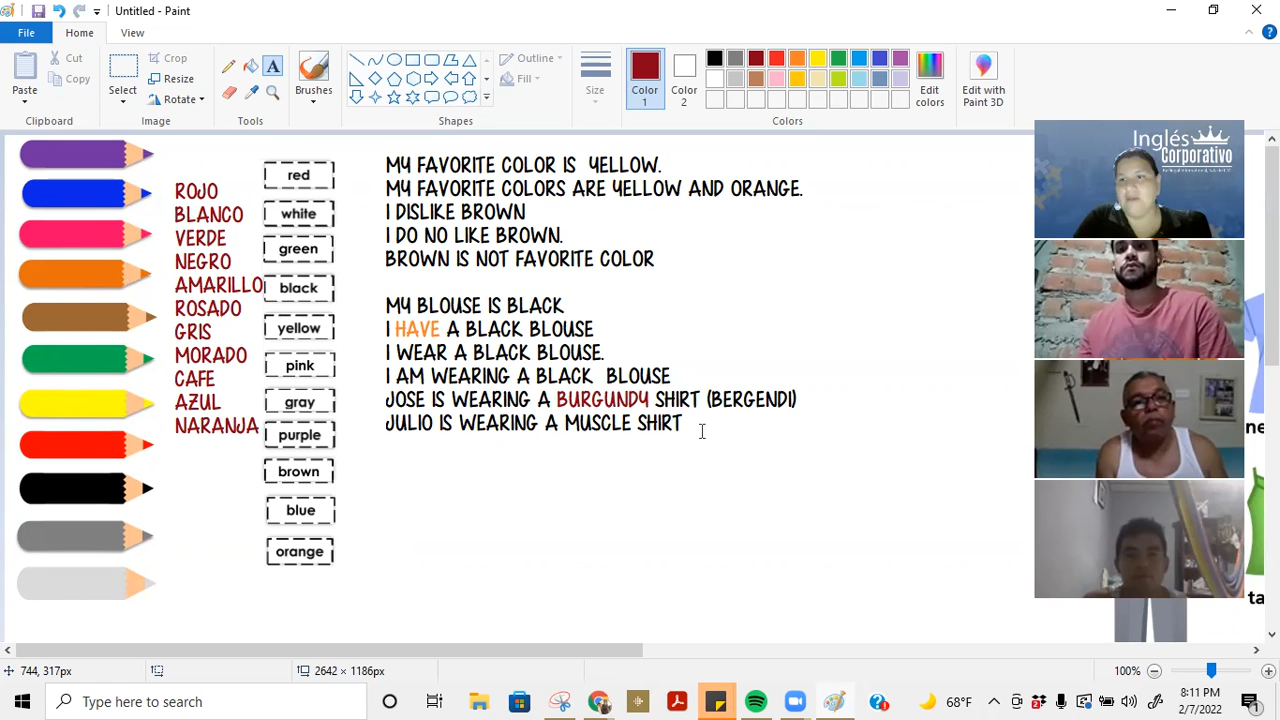 Untitled - Paint
File
Home
View
Paste
Cut
Copy
Clipboard
Select
Crop
Resize
Rotate
Image
Tools
Brushes
Shapes
Outline
Fill
Size
Color 1
Color 2
Colors
Edit colors
Edit with Paint 3D
ROJO
BLANCO
VERDE
NEGRO
AMARILLO
ROSADO
GRIS
MORADO
CAFE
AZUL
NARANJA
red
white
green
black
yellow
pink
gray
purple
brown
blue
orange
MY FAVORITE COLOR IS YELLOW.
MY FAVORITE COLORS ARE YELLOW AND ORANGE.
I DISLIKE BROWN
I DO NO LIKE BROWN.
BROWN IS NOT FAVORITE COLOR
MY BLOUSE IS BLACK
I HAVE A BLACK BLOUSE
I WEAR A BLACK BLOUSE.
I AM WEARING A BLACK BLOUSE
JOSE IS WEARING A BURGUNDY SHIRT (BERGENDI)
JULIO IS WEARING A MUSCLE SHIRT
Inglés
Corporativo
ne
ta
744, 317px
2642 × 1186px
100%
Type here to search
68°F
8:11 PM
2/7/2022
1